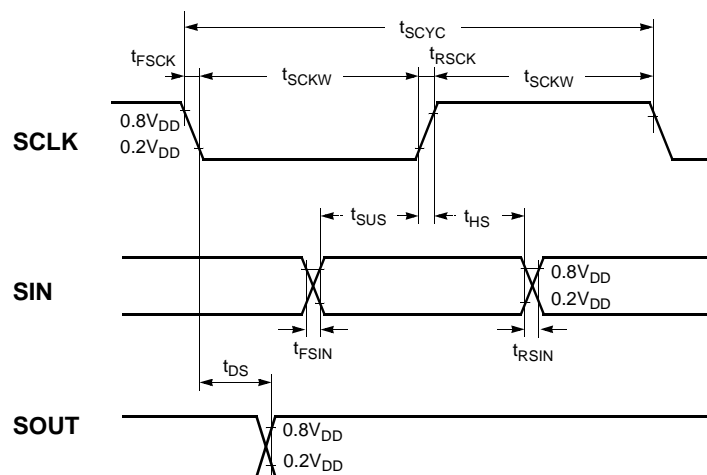 tSCYC
tFSCK tRSCK
tSCKW tSCKW
0.8VDD
SCLK
0.2VDD
tSUS tHS
0.8VDD
SIN
0.2VDD
tFSIN tRSIN
tDS
SOUT
0.8VDD
0.2VDD